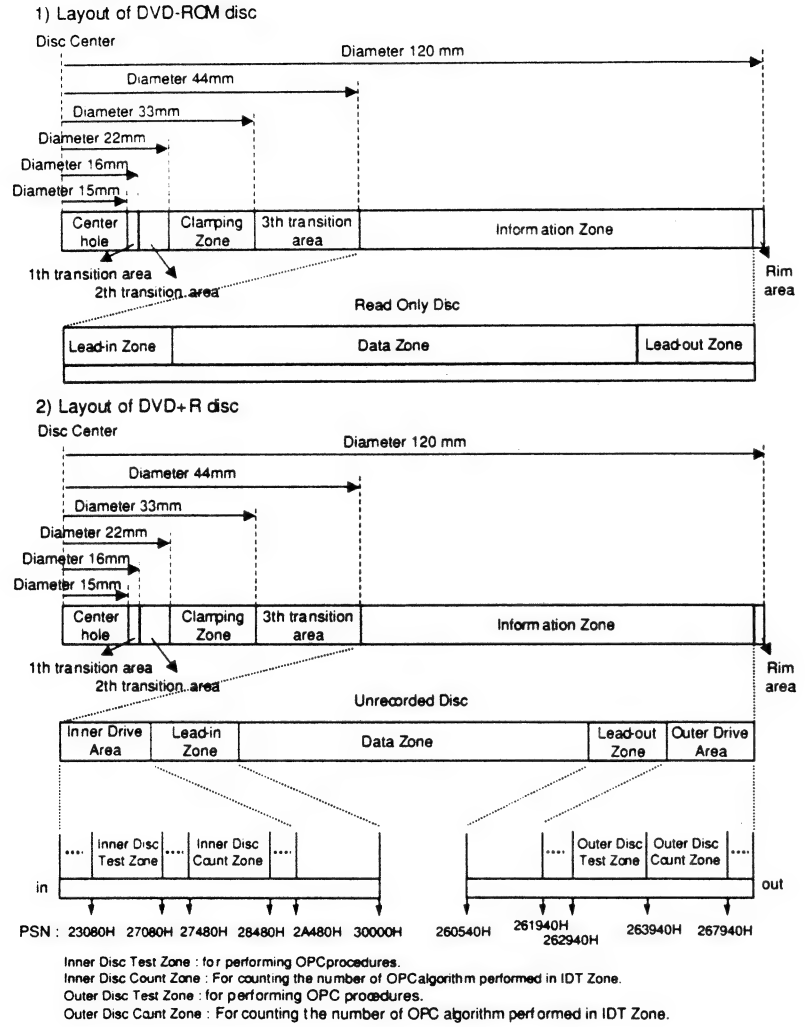 1) Layout of DVD-ROM disc
Disc Center
Diameter 120 mm
Diameter 44mm
Diameter 33mm
Diameter 22mm
Diameter 16mm
Diameter 15mm
Center hole
Clamping Zone
3th transition area
Information Zone
1th transition area
2th transition area
Rim area
Read Only Disc
Lead-in Zone
Data Zone
Lead-out Zone
2) Layout of DVD+R disc
Disc Center
Diameter 120 mm
Diameter 44mm
Diameter 33mm
Diameter 22mm
Diameter 16mm
Diameter 15mm
Center hole
Clamping Zone
3th transition area
Information Zone
1th transition area
2th transition area
Rim area
Unrecorded Disc
Inner Drive Area
Lead-in Zone
Data Zone
Lead-out Zone
Outer Drive Area
.... Inner Disc Test Zone .... Inner Disc Count Zone ....
.... Outer Disc Test Zone Outer Disc Count Zone ....
in
out
PSN : 23080H 27080H 27480H 28480H 2A480H 30000H 260540H 261940H 262940H 263940H 267940H
Inner Disc Test Zone : for performing OPCprocedures.
Inner Disc Count Zone : For counting the number of OPCalgorithm performed in IDT Zone.
Outer Disc Test Zone : for performing OPC procedures.
Outer Disc Count Zone : For counting the number of OPC algorithm performed in IDT Zone.